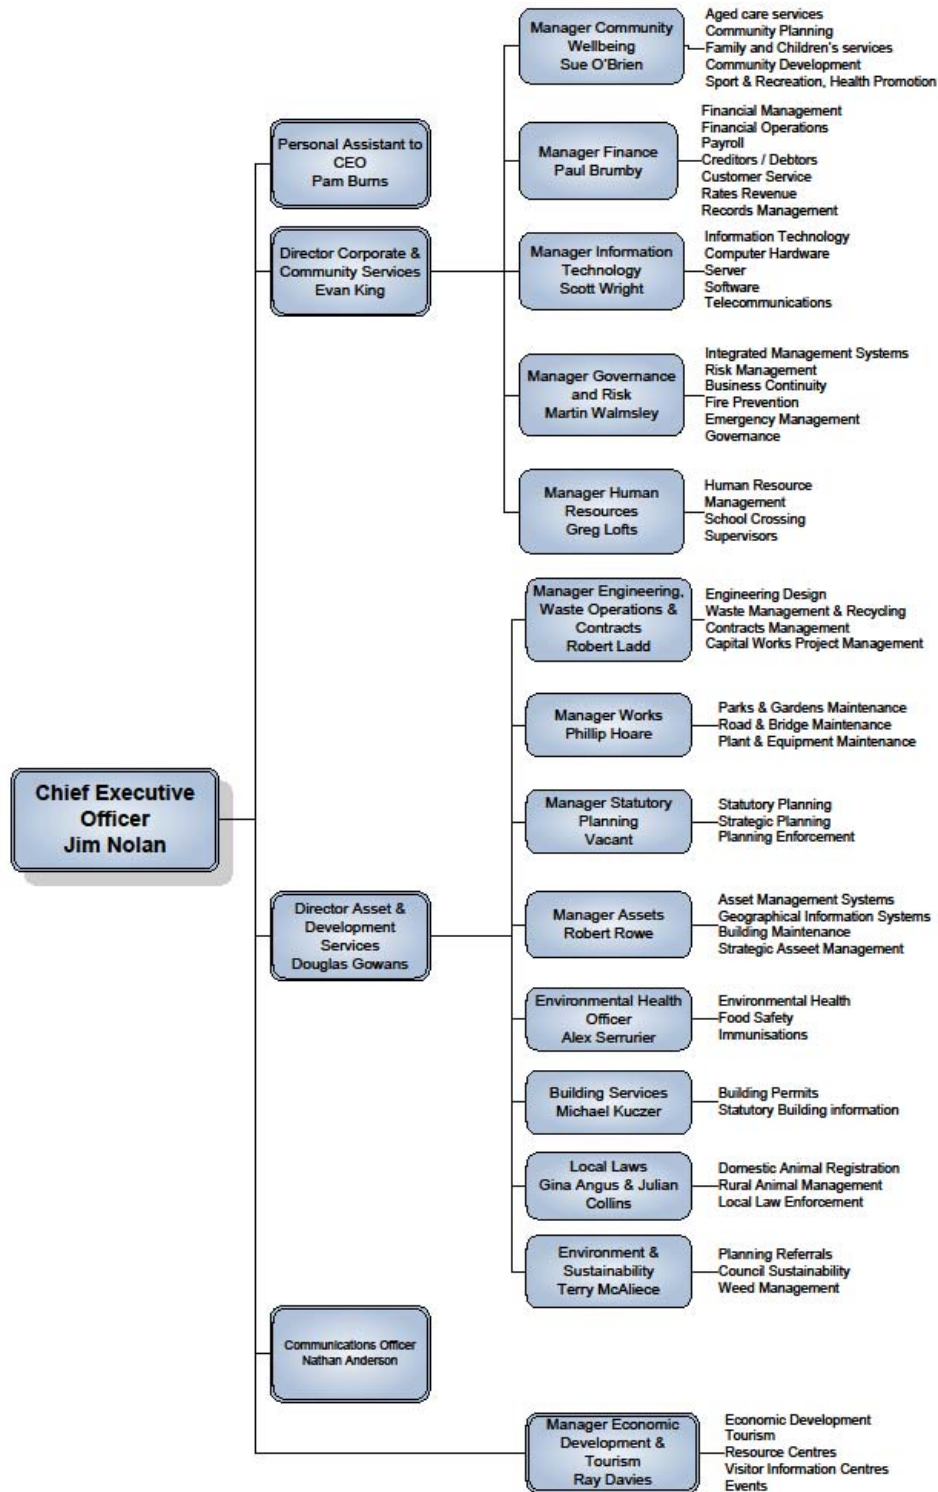 Manager Community
Wellbeing
Sue O'Brien
Aged care services
Community Planning
Family and Children's services
Community Development
Sport & Recreation, Health Promotion
Personal Assistant to
CEO
Pam Burns
Manager Finance
Paul Brumby
Financial Management
Financial Operations
Payroll
Creditors / Debtors
Customer Service
Rates Revenue
Records Management
Director Corporate &
Community Services
Evan King
Manager Information
Technology
Scott Wright
Information Technology
Computer Hardware
Server
Software
Telecommunications
Manager Governance
and Risk
Martin Walmsley
Integrated Management Systems
Risk Management
Business Continuity
Fire Prevention
Emergency Management
Governance
Manager Human
Resources
Greg Lofts
Human Resource
Management
School Crossing
Supervisors
Manager Engineering,
Waste Operations &
Contracts
Robert Ladd
Engineering Design
Waste Management & Recycling
Contracts Management
Capital Works Project Management
Manager Works
Phillip Hoare
Parks & Gardens Maintenance
Road & Bridge Maintenance
Plant & Equipment Maintenance
Chief Executive
Officer
Jim Nolan
Manager Statutory
Planning
Vacant
Statutory Planning
Strategic Planning
Planning Enforcement
Director Asset &
Development
Services
Douglas Gowans
Manager Assets
Robert Rowe
Asset Management Systems
Geographical Information Systems
Building Maintenance
Strategic Asseet Management
Environmental Health
Officer
Alex Serrurier
Environmental Health
Food Safety
Immunisations
Building Services
Michael Kuczer
Building Permits
Statutory Building information
Local Laws
Gina Angus & Julian
Collins
Domestic Animal Registration
Rural Animal Management
Local Law Enforcement
Environment &
Sustainability
Terry McAliece
Planning Referrals
Council Sustainability
Weed Management
Communications Officer
Nathan Anderson
Manager Economic
Development &
Tourism
Ray Davies
Economic Development
Tourism
Resource Centres
Visitor Information Centres
Events